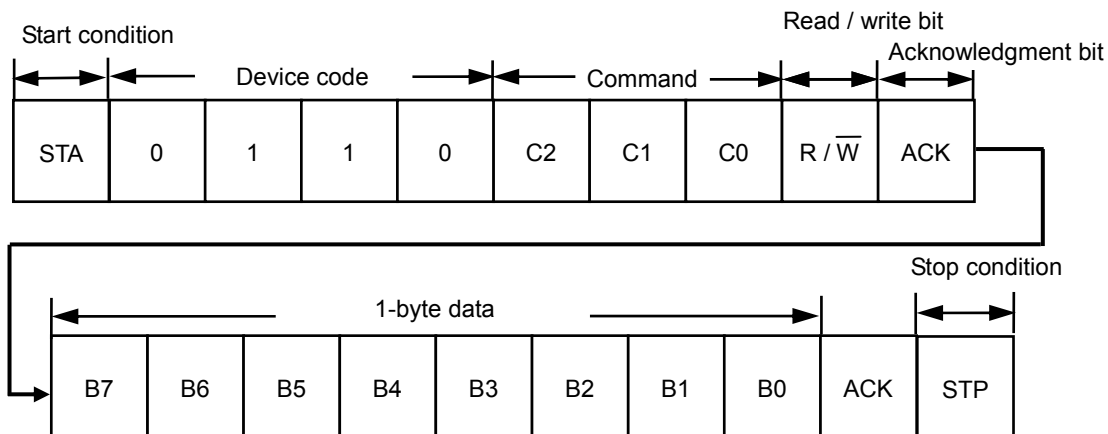 Read / write bit
Start condition
Acknowledgment bit
Device code
Command
STA 0 1 1 0 C2 C1 C0 R / W̅ ACK
Stop condition
1-byte data
B7 B6 B5 B4 B3 B2 B1 B0 ACK STP